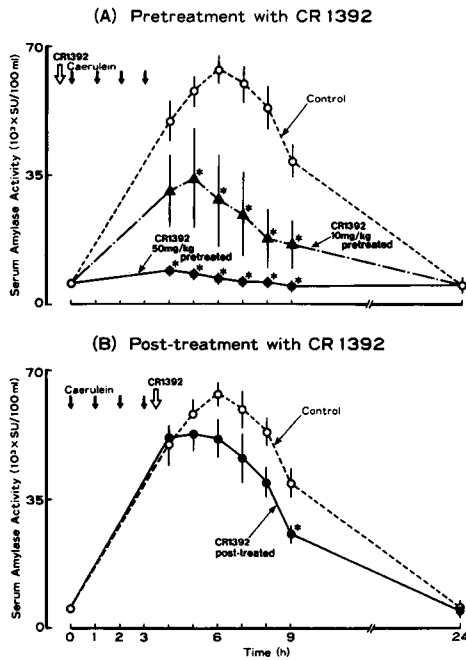 (A) Pretreatment with CR 1392
70
35
0
Serum Amylase Activity (10³×SU/100 ml)
CR1392
Caerulein
Control
CR1392
10mg/kg
pretreated
CR1392
50mg/kg
pretreated
* * * * *
* * * * * *
(B) Post-treatment with CR 1392
70
35
0
Serum Amylase Activity (10³×SU/100 ml)
Caerulein
CR1392
Control
CR1392
post-treated
*
0 1 2 3 6 9 24
Time (h)